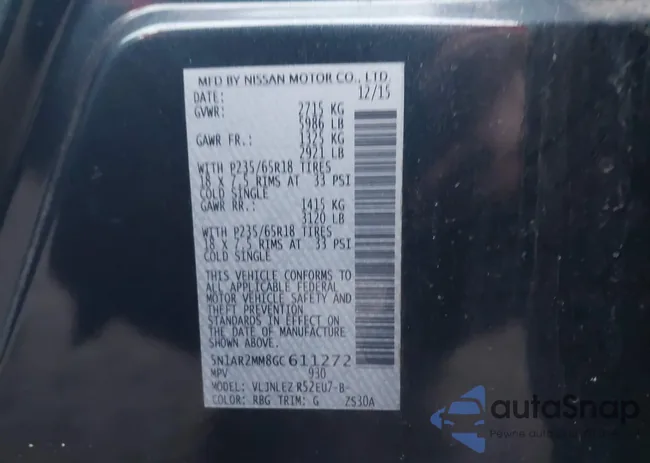 MFD BY NISSAN MOTOR CO., LTD.
DATE: 12/15
GVWR: 2715 KG
5986 LB
GAWR FR.: 1325 KG
2921 LB
WITH P235/65R18 TIRES
18 X 7.5 RIMS AT 33 PSI
COLD SINGLE
GAWR RR.: 1415 KG
3120 LB
WITH P235/65R18 TIRES
18 X 7.5 RIMS AT 33 PSI
COLD SINGLE
THIS VEHICLE CONFORMS TO
ALL APPLICABLE FEDERAL
MOTOR VEHICLE SAFETY AND
THEFT PREVENTION
STANDARDS IN EFFECT ON
THE DATE OF MANUFACTURE
SHOWN ABOVE.
5N1AR2MM8GC611272
MPV 930
MODEL: VLJNLEZ R52EU7-B-
COLOR: RBG TRIM: G ZS30A
autoSnap
Pewne auto